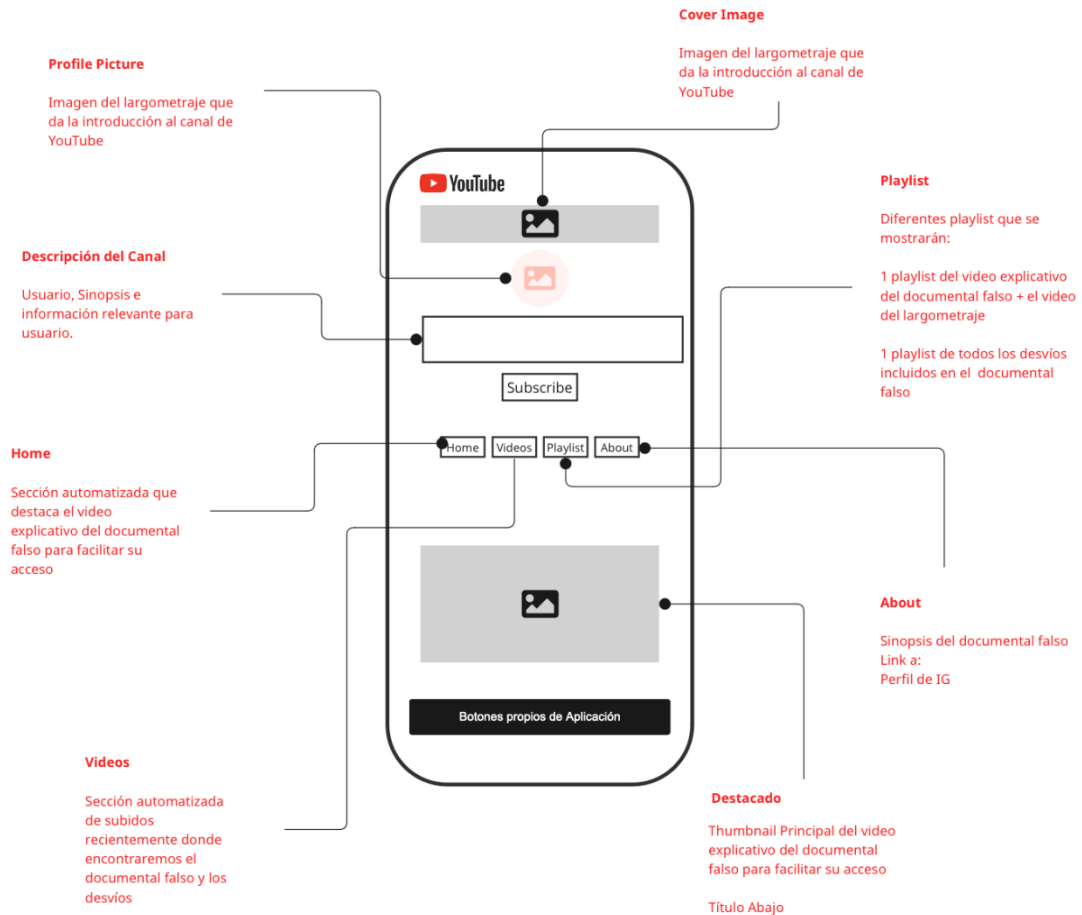 Cover Image
Imagen del largometraje que
da la introducción al canal de
YouTube
Profile Picture
Imagen del largometraje que
da la introducción al canal de
YouTube
YouTube
Playlist
Diferentes playlist que se
mostrarán:
1 playlist del video explicativo
del documental falso + el video
del largometraje
1 playlist de todos los desvíos
incluidos en el documental
falso
Descripción del Canal
Usuario, Sinopsis e
información relevante para
usuario.
Subscribe
Home
Videos
Playlist
About
Home
Sección automatizada que
destaca el video
explicativo del documental
falso para facilitar su
acceso
About
Sinopsis del documental falso
Link a:
Perfil de IG
Botones propios de Aplicación
Videos
Sección automatizada
de subidos
recientemente donde
encontraremos el
documental falso y los
desvíos
Destacado
Thumbnail Principal del video
explicativo del documental
falso para facilitar su acceso
Título Abajo